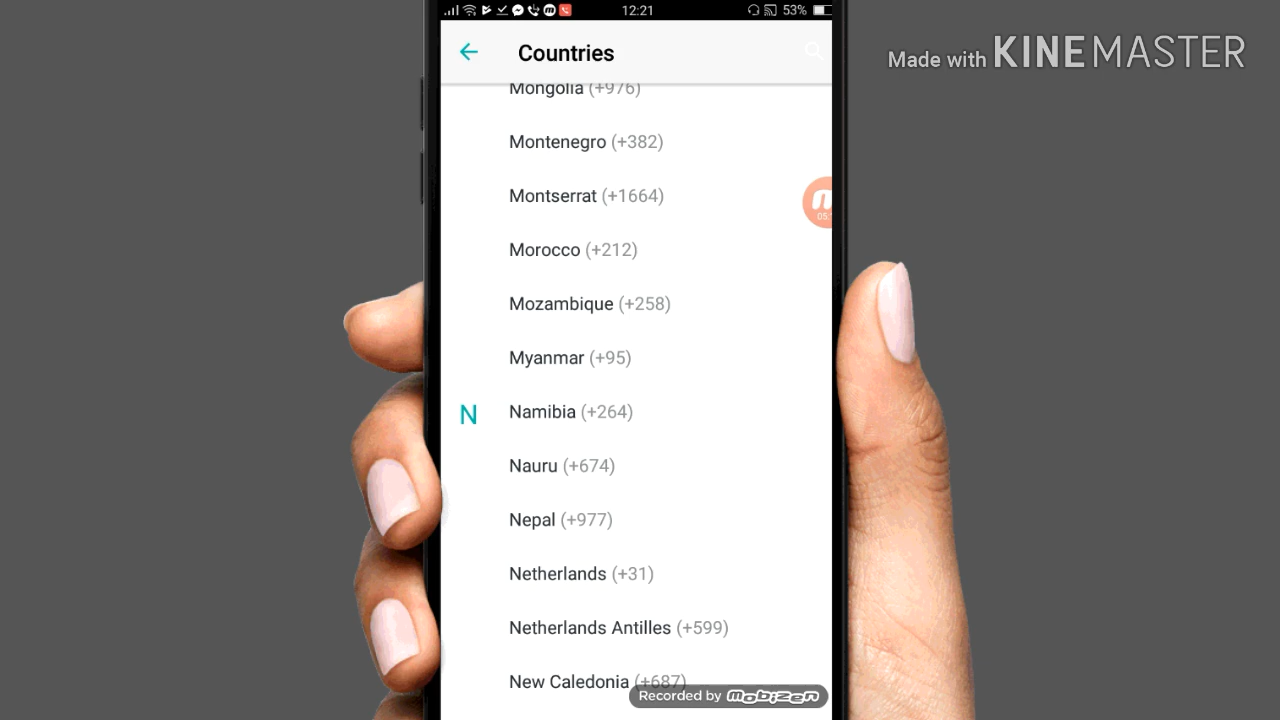 12:21
53%
Made with KINEMASTER
Countries
Mongolia (+976)
Montenegro (+382)
Montserrat (+1664)
05:
Morocco (+212)
Mozambique (+258)
Myanmar (+95)
N
Namibia (+264)
Nauru (+674)
Nepal (+977)
Netherlands (+31)
Netherlands Antilles (+599)
New Caledonia (+687)
Recorded by mobizen